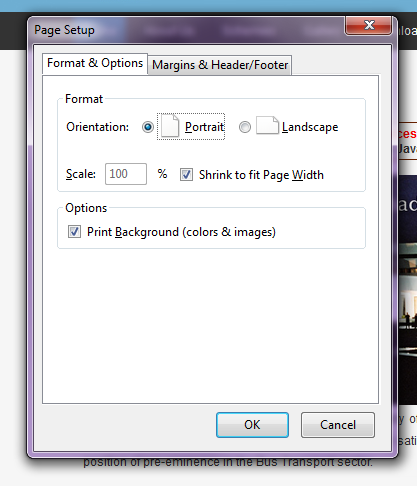 Page Setup
Format & Options
Margins & Header/Footer
Format
Orientation: Portrait Landscape
Scale: 100 % Shrink to fit Page Width
Options
Print Background (colors & images)
OK Cancel
position of pre-eminence in the Bus Transport sector.